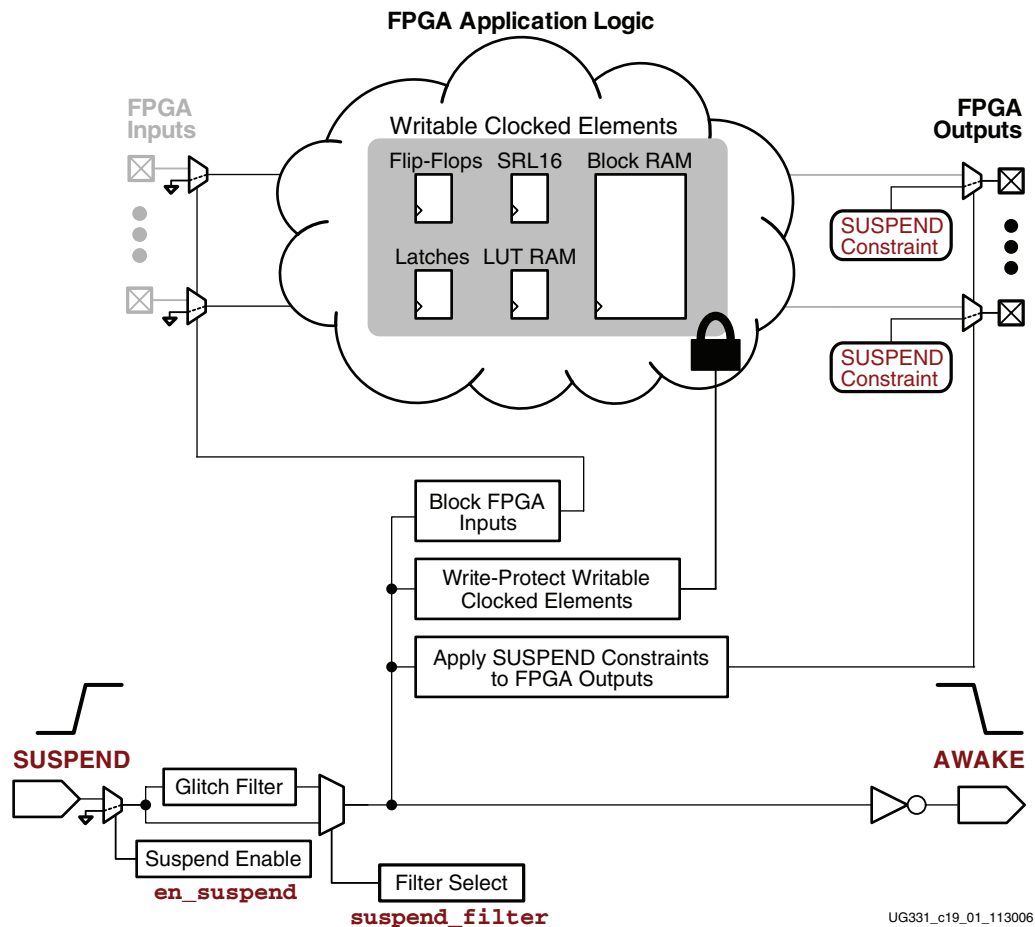 FPGA Application Logic
FPGA
Inputs
FPGA
Outputs
Writable Clocked Elements
Flip-Flops
SRL16
Block RAM
Latches
LUT RAM
SUSPEND
Constraint
SUSPEND
Constraint
Block FPGA
Inputs
Write-Protect Writable
Clocked Elements
Apply SUSPEND Constraints
to FPGA Outputs
SUSPEND
AWAKE
Glitch Filter
Suspend Enable
en_suspend
Filter Select
suspend_filter
UG331_c19_01_113006